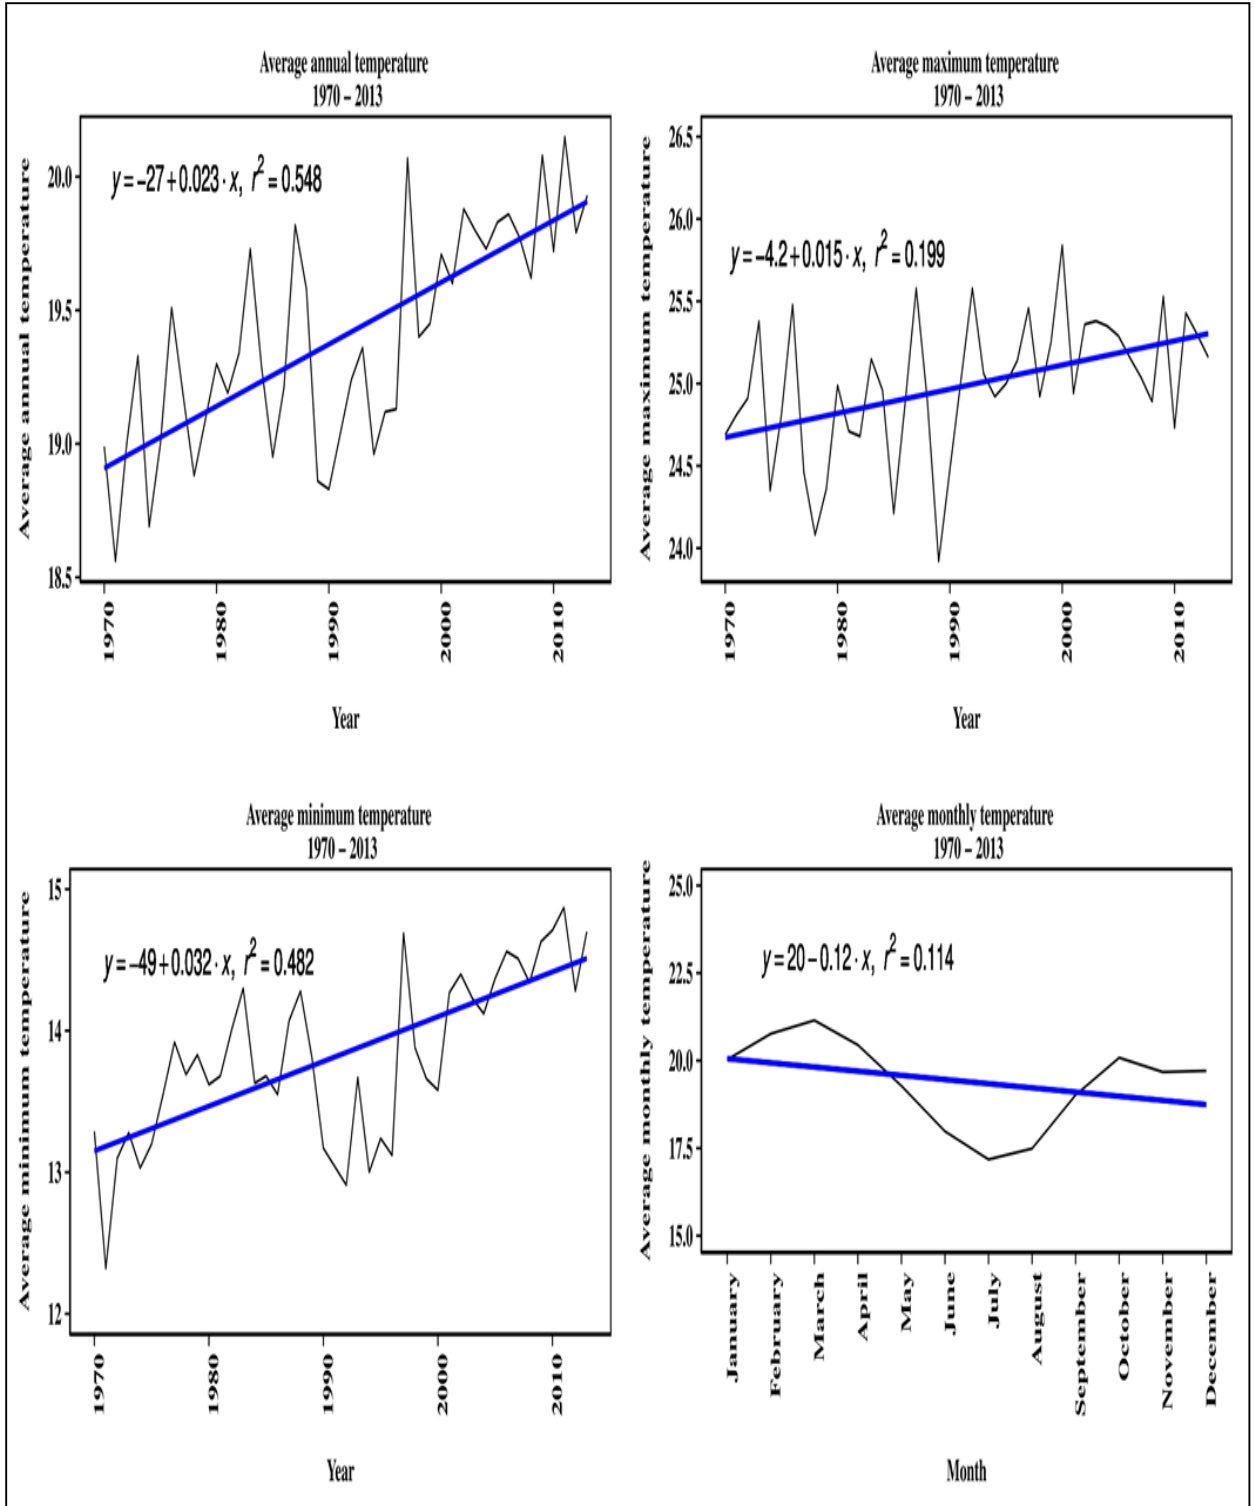 Average annual temperature
1970 – 2013
Average annual temperature
20.0
19.5
19.0
18.5
y = −27 + 0.023 · x, r² = 0.548
1970
1980
1990
2000
2010
Year
Average maximum temperature
1970 – 2013
Average maximum temperature
26.5
26.0
25.5
25.0
24.5
24.0
y = −4.2 + 0.015 · x, r² = 0.199
1970
1980
1990
2000
2010
Year
Average minimum temperature
1970 – 2013
Average minimum temperature
15
14
13
12
y = −49 + 0.032 · x, r² = 0.482
1970
1980
1990
2000
2010
Year
Average monthly temperature
1970 – 2013
Average monthly temperature
25.0
22.5
20.0
17.5
15.0
y = 20 − 0.12 · x, r² = 0.114
January
February
March
April
May
June
July
August
September
October
November
December
Month